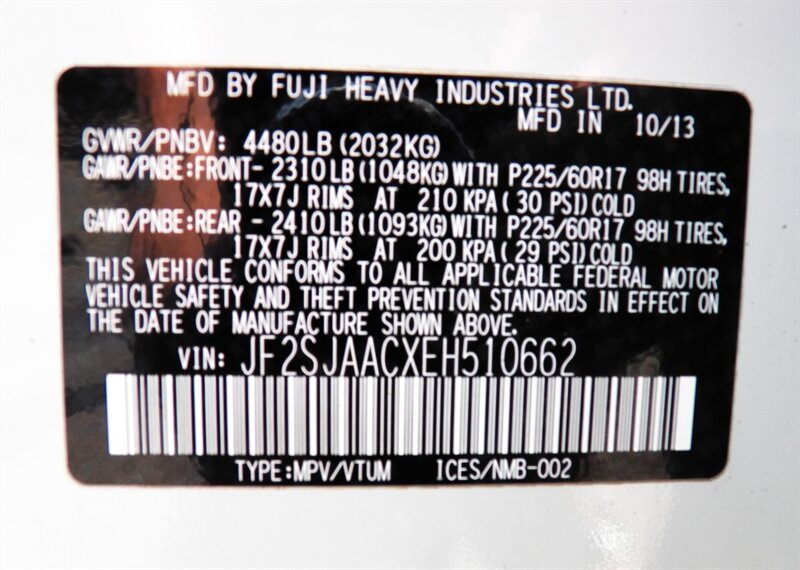 MFD BY FUJI HEAVY INDUSTRIES LTD.
MFD IN 10/13
GVWR/PNBV: 4480LB (2032KG)
GAWR/PNBE:FRONT- 2310LB (1048KG) WITH P225/60R17 98H TIRES,
17X7J RIMS AT 210 KPA ( 30 PSI) COLD
GAWR/PNBE:REAR - 2410LB (1093KG) WITH P225/60R17 98H TIRES,
17X7J RIMS AT 200 KPA ( 29 PSI) COLD
THIS VEHICLE CONFORMS TO ALL APPLICABLE FEDERAL MOTOR
VEHICLE SAFETY AND THEFT PREVENTION STANDARDS IN EFFECT ON
THE DATE OF MANUFACTURE SHOWN ABOVE.
VIN: JF2SJAACXEH510662
TYPE:MPV/VTUM ICES/NMB-002